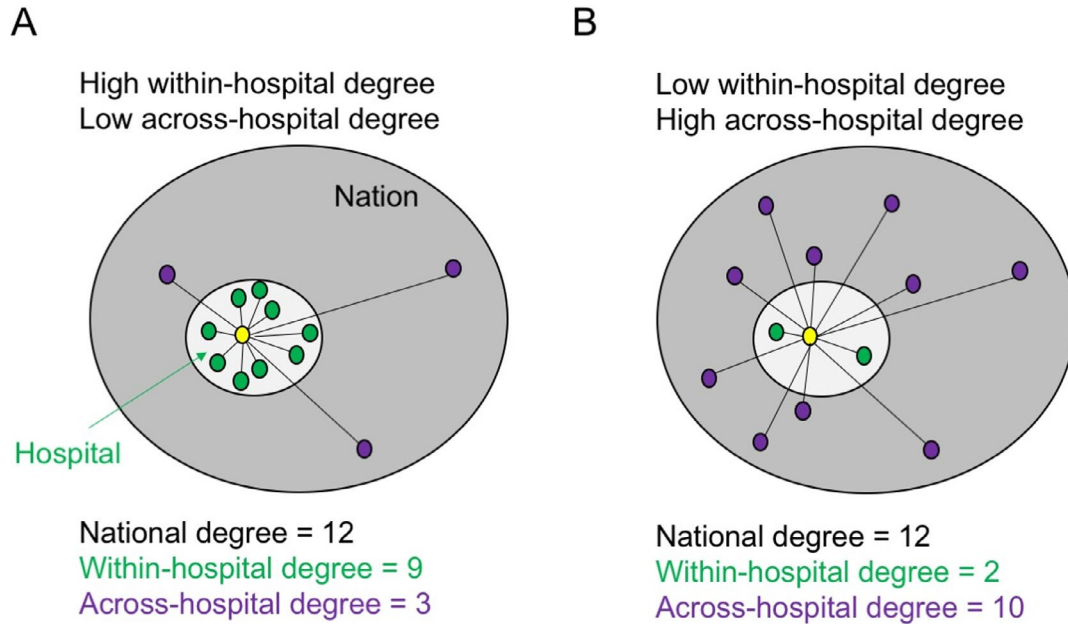 A
High within-hospital degree
Low across-hospital degree
Nation
Hospital
National degree = 12
Within-hospital degree = 9
Across-hospital degree = 3
B
Low within-hospital degree
High across-hospital degree
National degree = 12
Within-hospital degree = 2
Across-hospital degree = 10